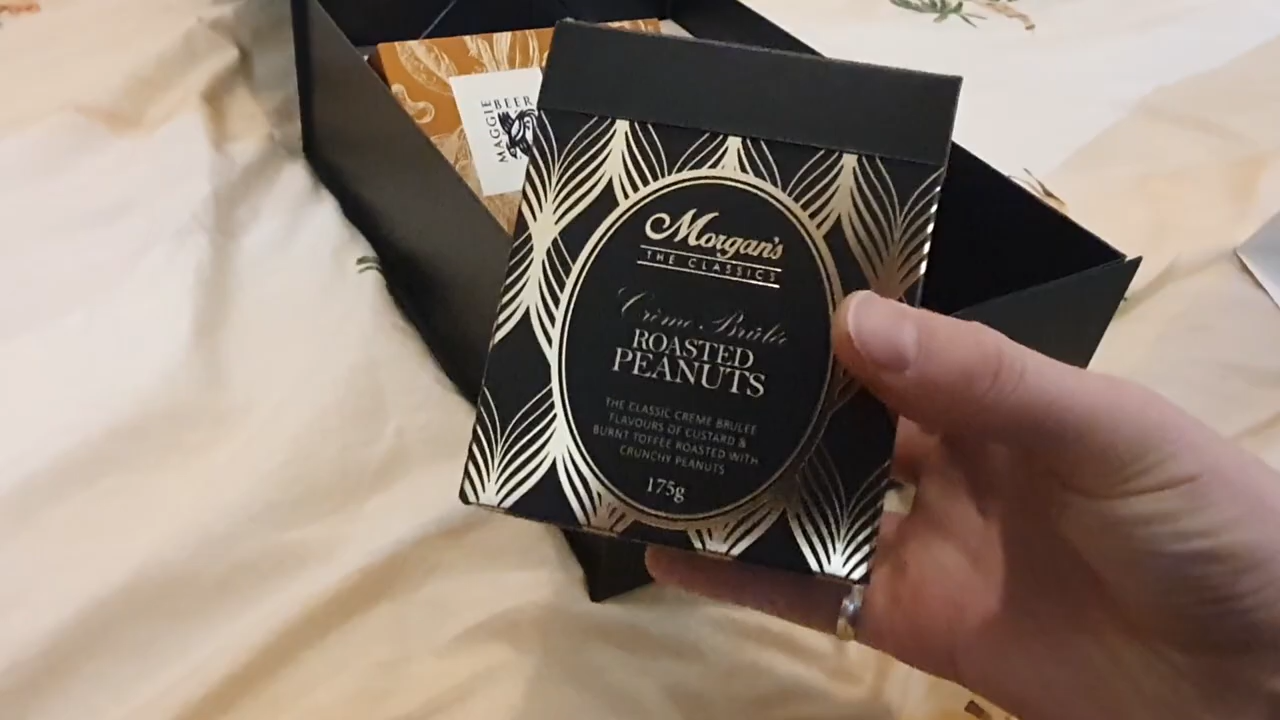 MAGGIE
BEER
Morgan's
THE CLASSICS
Crème Brûlée
ROASTED
PEANUTS
THE CLASSIC CREME BRULEE
FLAVOURS OF CUSTARD &
BURNT TOFFEE ROASTED WITH
CRUNCHY PEANUTS
175g